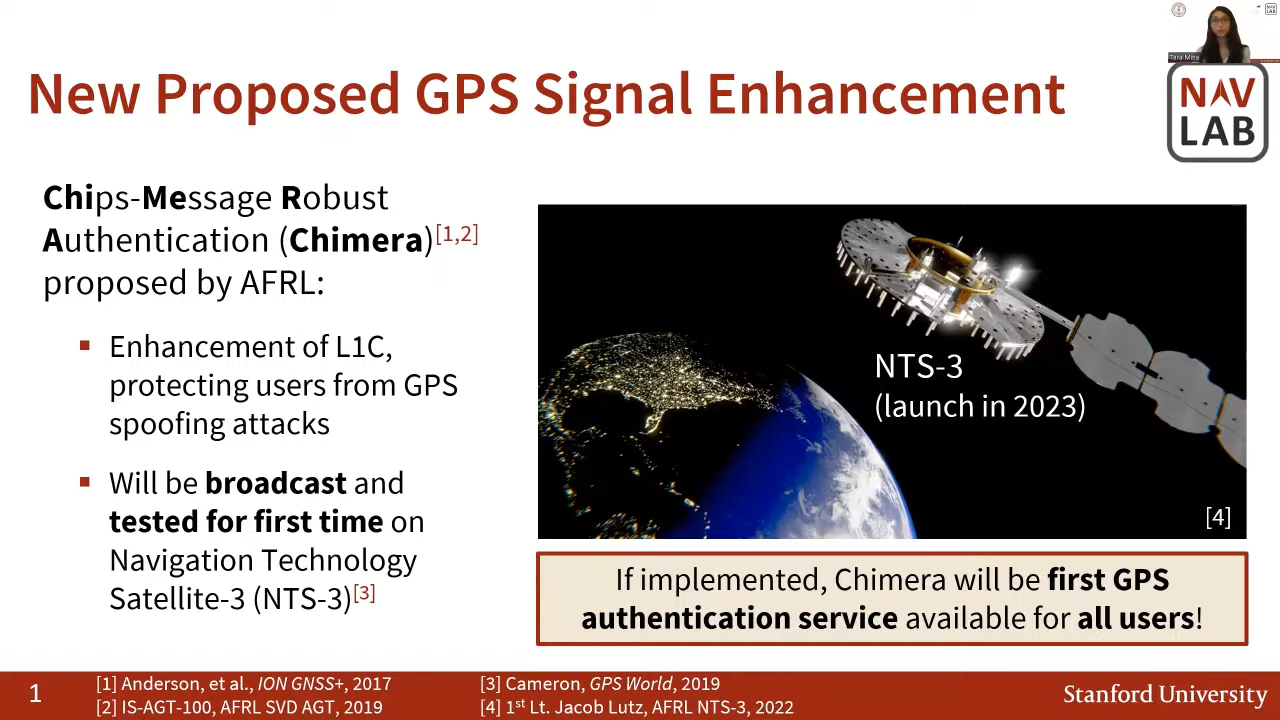 Tara Mina
New Proposed GPS Signal Enhancement
NAV
LAB
Chips-Message Robust
Authentication (Chimera)[1,2]
proposed by AFRL:
▪ Enhancement of L1C,
protecting users from GPS
spoofing attacks
▪ Will be broadcast and
tested for first time on
Navigation Technology
Satellite-3 (NTS-3)[3]
NTS-3
(launch in 2023)
[4]
If implemented, Chimera will be first GPS
authentication service available for all users!
1
[1] Anderson, et al., ION GNSS+, 2017
[2] IS-AGT-100, AFRL SVD AGT, 2019
[3] Cameron, GPS World, 2019
[4] 1st Lt. Jacob Lutz, AFRL NTS-3, 2022
Stanford University